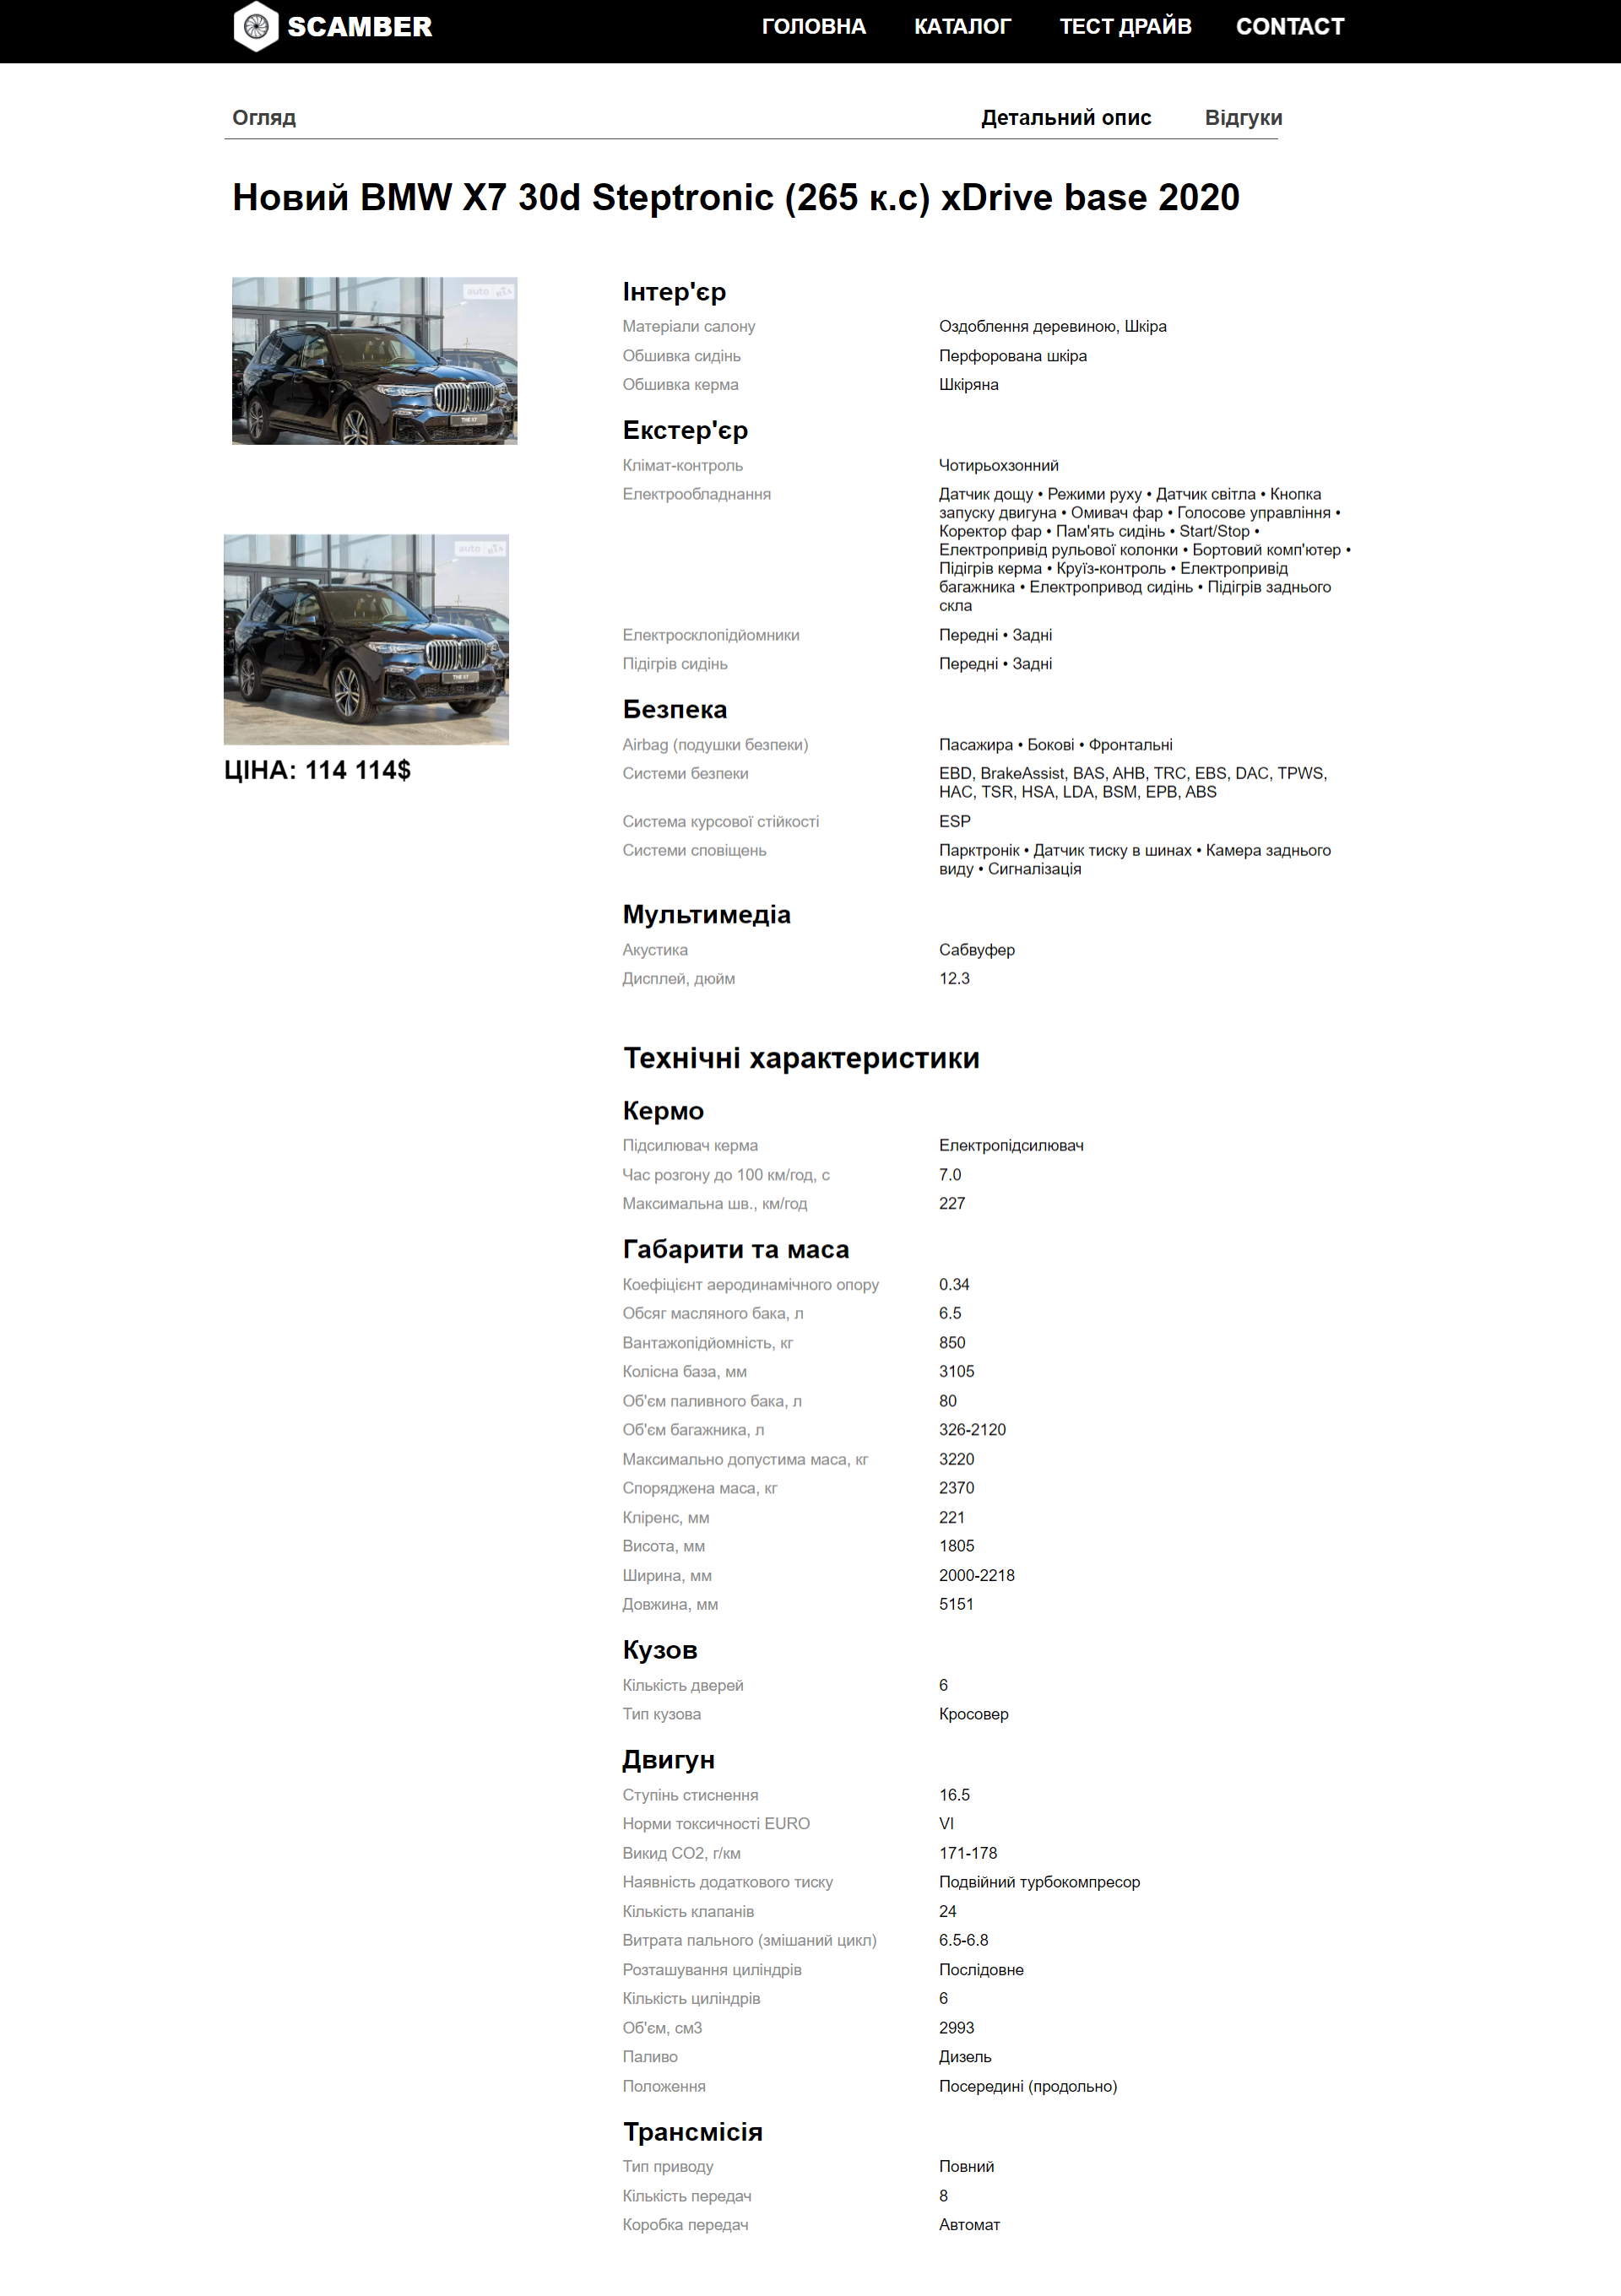 SCAMBER
ГОЛОВНА КАТАЛОГ ТЕСТ ДРАЙВ CONTACT
Огляд Детальний опис Відгуки
Новий BMW X7 30d Steptronic (265 к.с) xDrive base 2020
auto RIA
THE X7
auto RIA
THE X7
ЦІНА: 114 114$
Інтер'єр
Матеріали салону Оздоблення деревиною, Шкіра
Обшивка сидінь Перфорована шкіра
Обшивка керма Шкіряна
Екстер'єр
Клімат-контроль Чотирьохзонний
Електрообладнання Датчик дощу • Режими руху • Датчик світла • Кнопка
запуску двигуна • Омивач фар • Голосове управління •
Коректор фар • Пам'ять сидінь • Start/Stop •
Електропривід рульової колонки • Бортовий комп'ютер •
Підігрів керма • Круїз-контроль • Електропривід
багажника • Електропривод сидінь • Підігрів заднього
скла
Електросклопідйомники Передні • Задні
Підігрів сидінь Передні • Задні
Безпека
Airbag (подушки безпеки) Пасажира • Бокові • Фронтальні
Системи безпеки EBD, BrakeAssist, BAS, AHB, TRC, EBS, DAC, TPWS,
HAC, TSR, HSA, LDA, BSM, EPB, ABS
Система курсової стійкості ESP
Системи сповіщень Парктронік • Датчик тиску в шинах • Камера заднього
виду • Сигналізація
Мультимедіа
Акустика Сабвуфер
Дисплей, дюйм 12.3
Технічні характеристики
Кермо
Підсилювач керма Електропідсилювач
Час розгону до 100 км/год, с 7.0
Максимальна шв., км/год 227
Габарити та маса
Коефіцієнт аеродинамічного опору 0.34
Обсяг масляного бака, л 6.5
Вантажопідйомність, кг 850
Колісна база, мм 3105
Об'єм паливного бака, л 80
Об'єм багажника, л 326-2120
Максимально допустима маса, кг 3220
Споряджена маса, кг 2370
Кліренс, мм 221
Висота, мм 1805
Ширина, мм 2000-2218
Довжина, мм 5151
Кузов
Кількість дверей 6
Тип кузова Кросовер
Двигун
Ступінь стиснення 16.5
Норми токсичності EURO VI
Викид CO2, г/км 171-178
Наявність додаткового тиску Подвійний турбокомпресор
Кількість клапанів 24
Витрата пального (змішаний цикл) 6.5-6.8
Розташування циліндрів Послідовне
Кількість циліндрів 6
Об'єм, см3 2993
Паливо Дизель
Положення Посередині (продольно)
Трансмісія
Тип приводу Повний
Кількість передач 8
Коробка передач Автомат